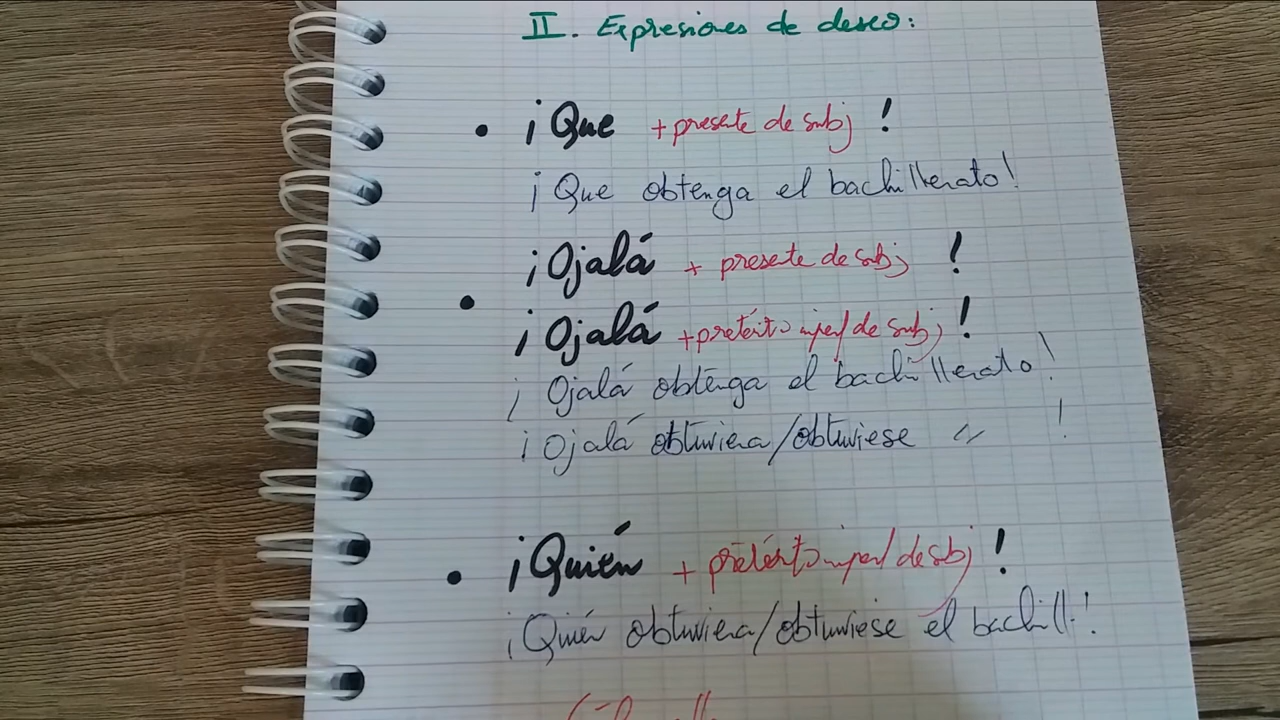 II. Expresiones de deseo:
• ¡Que + presente de subj !
¡Que obtenga el bachillerato!
¡Ojalá + presente de subj !
• ¡Ojalá + pretérito imperf de subj !
¡Ojalá obtenga el bachillerato!
¡Ojalá obtuviera/obtuviese " !
• ¡Quién + pretérito imperf de subj !
¡Quién obtuviera/obtuviese el bachill!